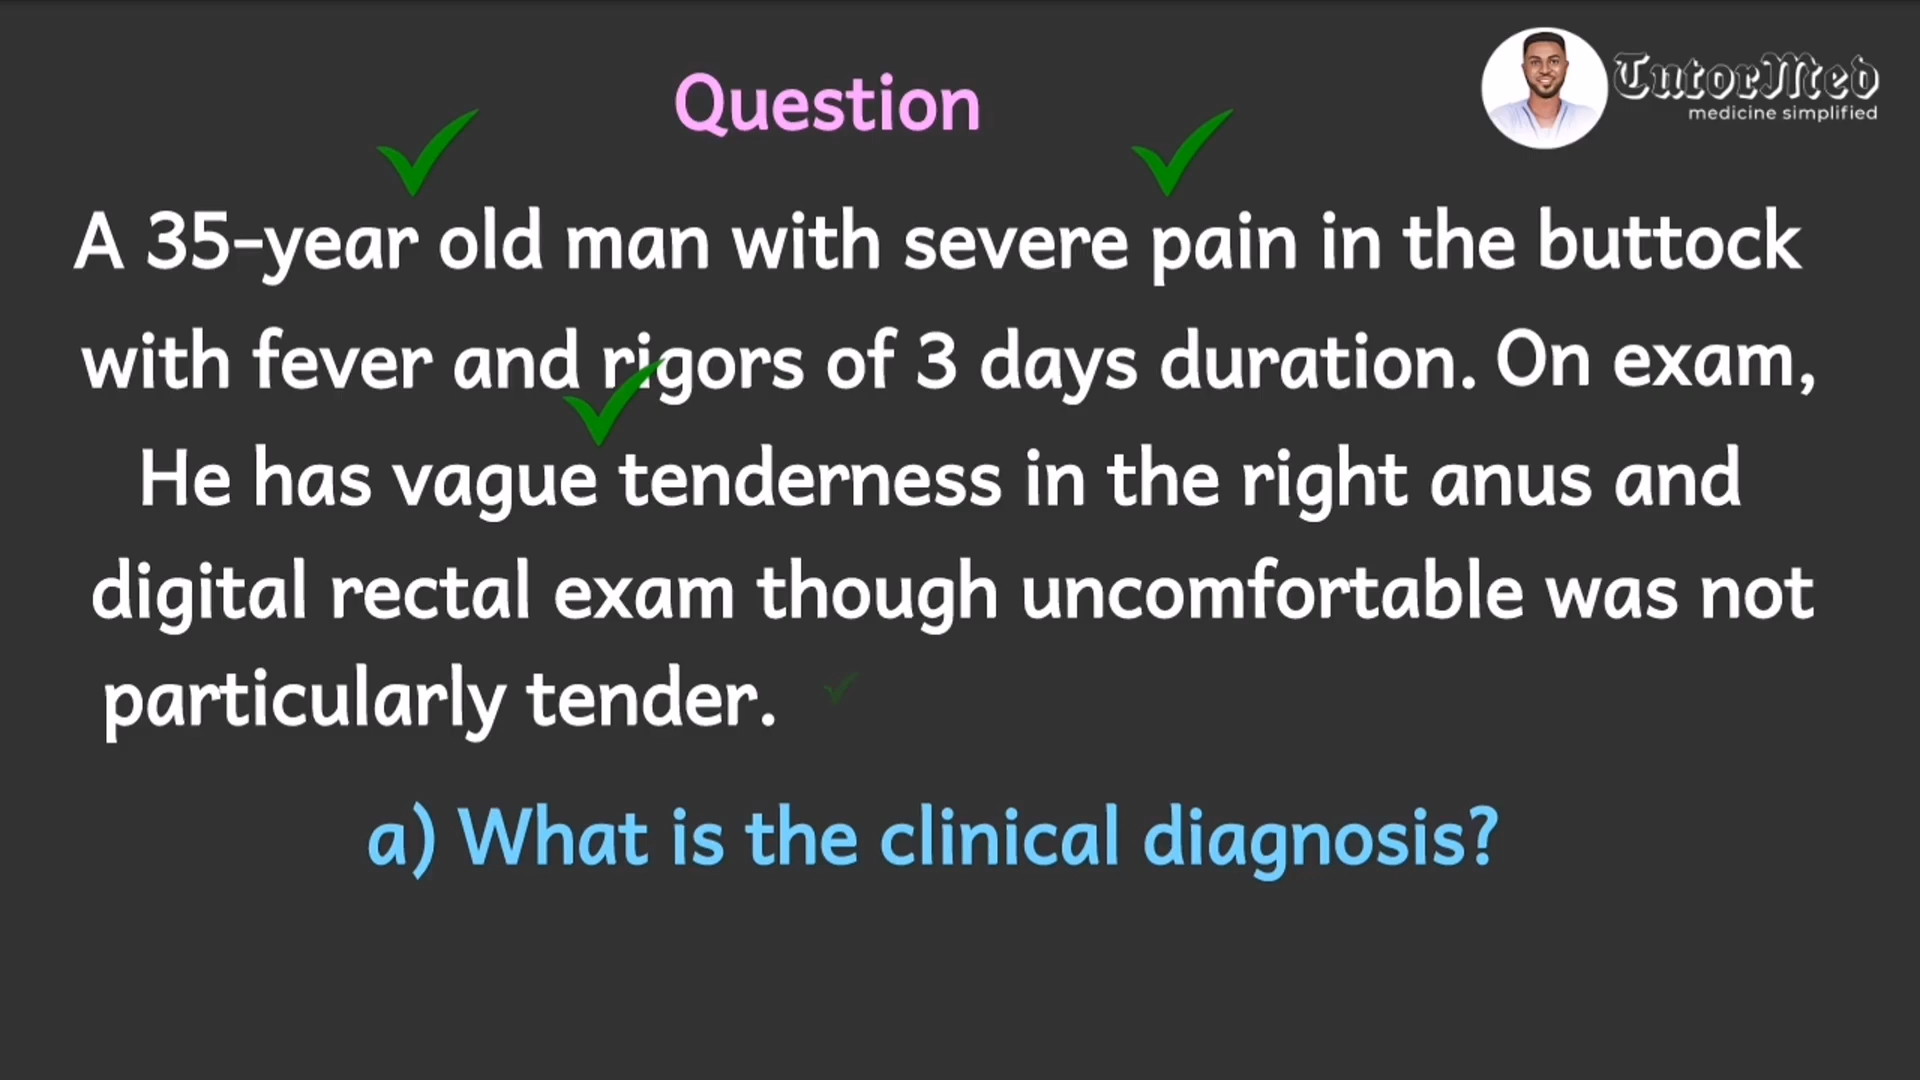 Question
TutorMed
medicine simplified
A 35-year old man with severe pain in the buttock
with fever and rigors of 3 days duration. On exam,
He has vague tenderness in the right anus and
digital rectal exam though uncomfortable was not
particularly tender.
a) What is the clinical diagnosis?